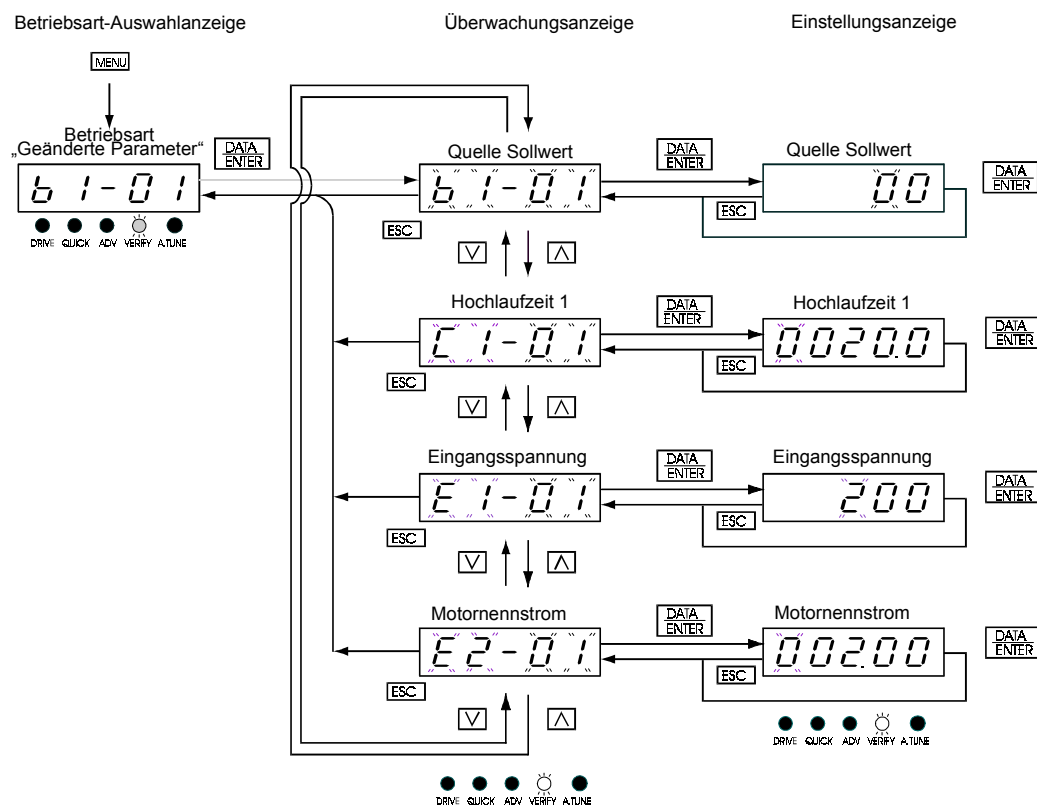 Betriebsart-Auswahlanzeige
Überwachungsanzeige
Einstellungsanzeige
MENU
Betriebsart
„Geänderte Parameter“
DATA
ENTER
b1-01
DRIVE QUICK ADV VERIFY A.TUNE
Quelle Sollwert
b1-01
ESC
DATA
ENTER
ESC
Quelle Sollwert
00
DATA
ENTER
Hochlaufzeit 1
C1-01
ESC
DATA
ENTER
ESC
Hochlaufzeit 1
0020.0
DATA
ENTER
Eingangsspannung
E1-01
ESC
DATA
ENTER
ESC
Eingangsspannung
200
DATA
ENTER
Motornennstrom
E2-01
ESC
DATA
ENTER
ESC
Motornennstrom
002.00
DATA
ENTER
DRIVE QUICK ADV VERIFY A.TUNE
DRIVE QUICK ADV VERIFY A.TUNE